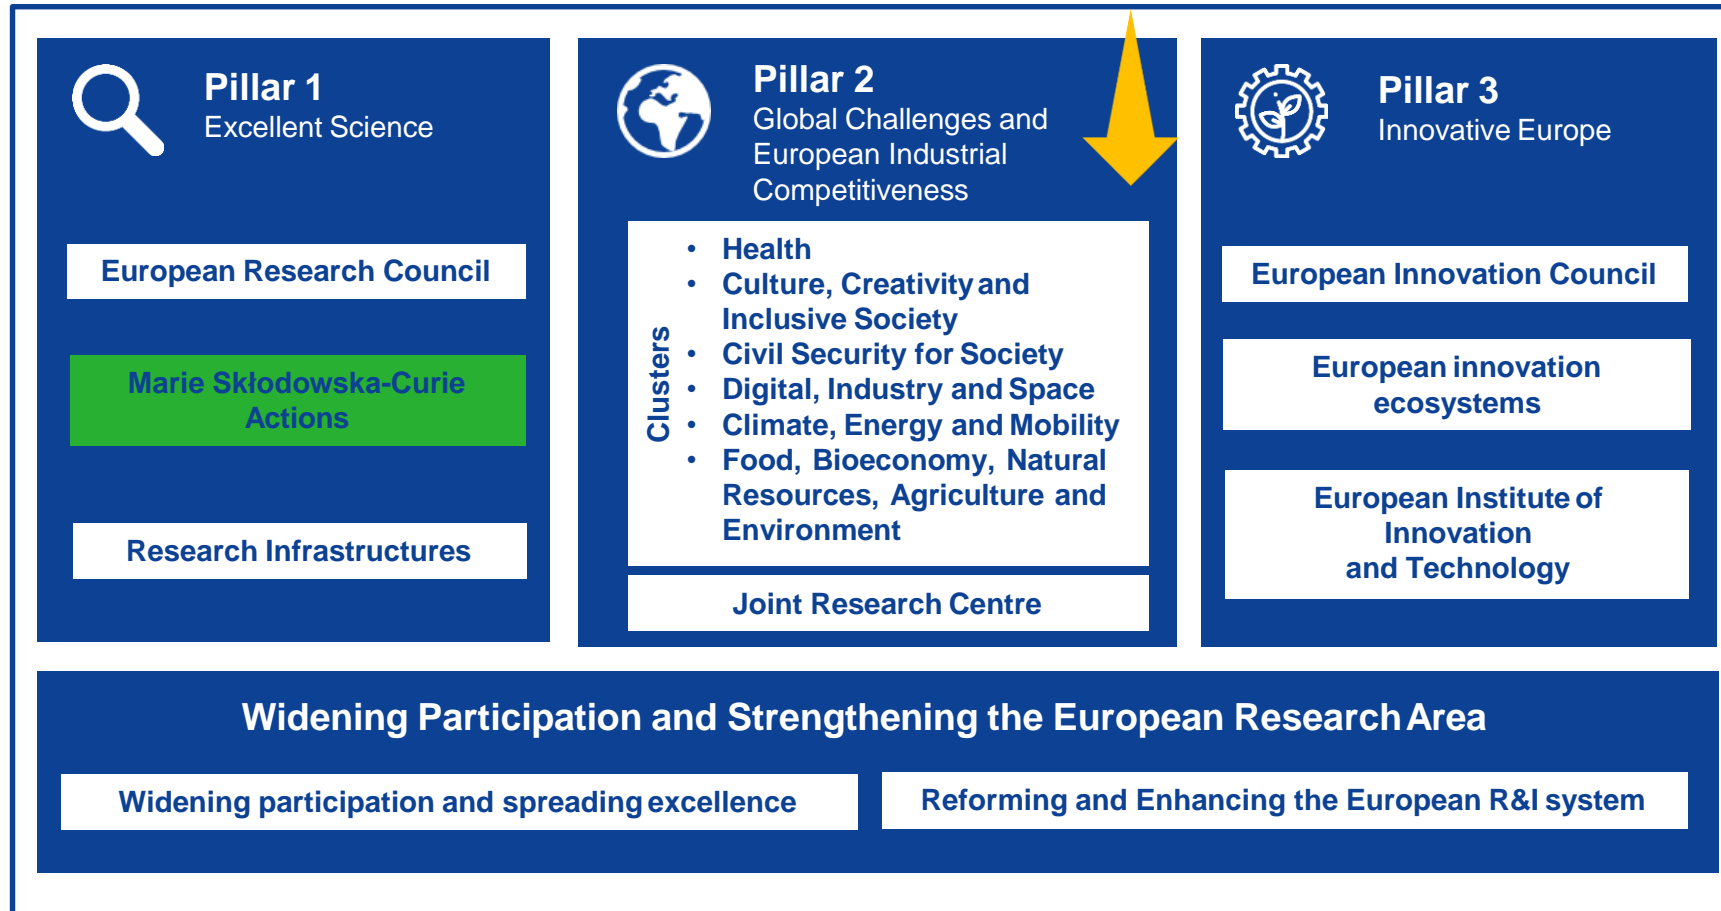 Pillar 1
Excellent Science
European Research Council
Marie Skłodowska-Curie
Actions
Research Infrastructures
Pillar 2
Global Challenges and
European Industrial
Competitiveness
Clusters
• Health
• Culture, Creativity and
Inclusive Society
• Civil Security for Society
• Digital, Industry and Space
• Climate, Energy and Mobility
• Food, Bioeconomy, Natural
Resources, Agriculture and
Environment
Joint Research Centre
Pillar 3
Innovative Europe
European Innovation Council
European innovation
ecosystems
European Institute of
Innovation
and Technology
Widening Participation and Strengthening the European Research Area
Widening participation and spreading excellence
Reforming and Enhancing the European R&I system